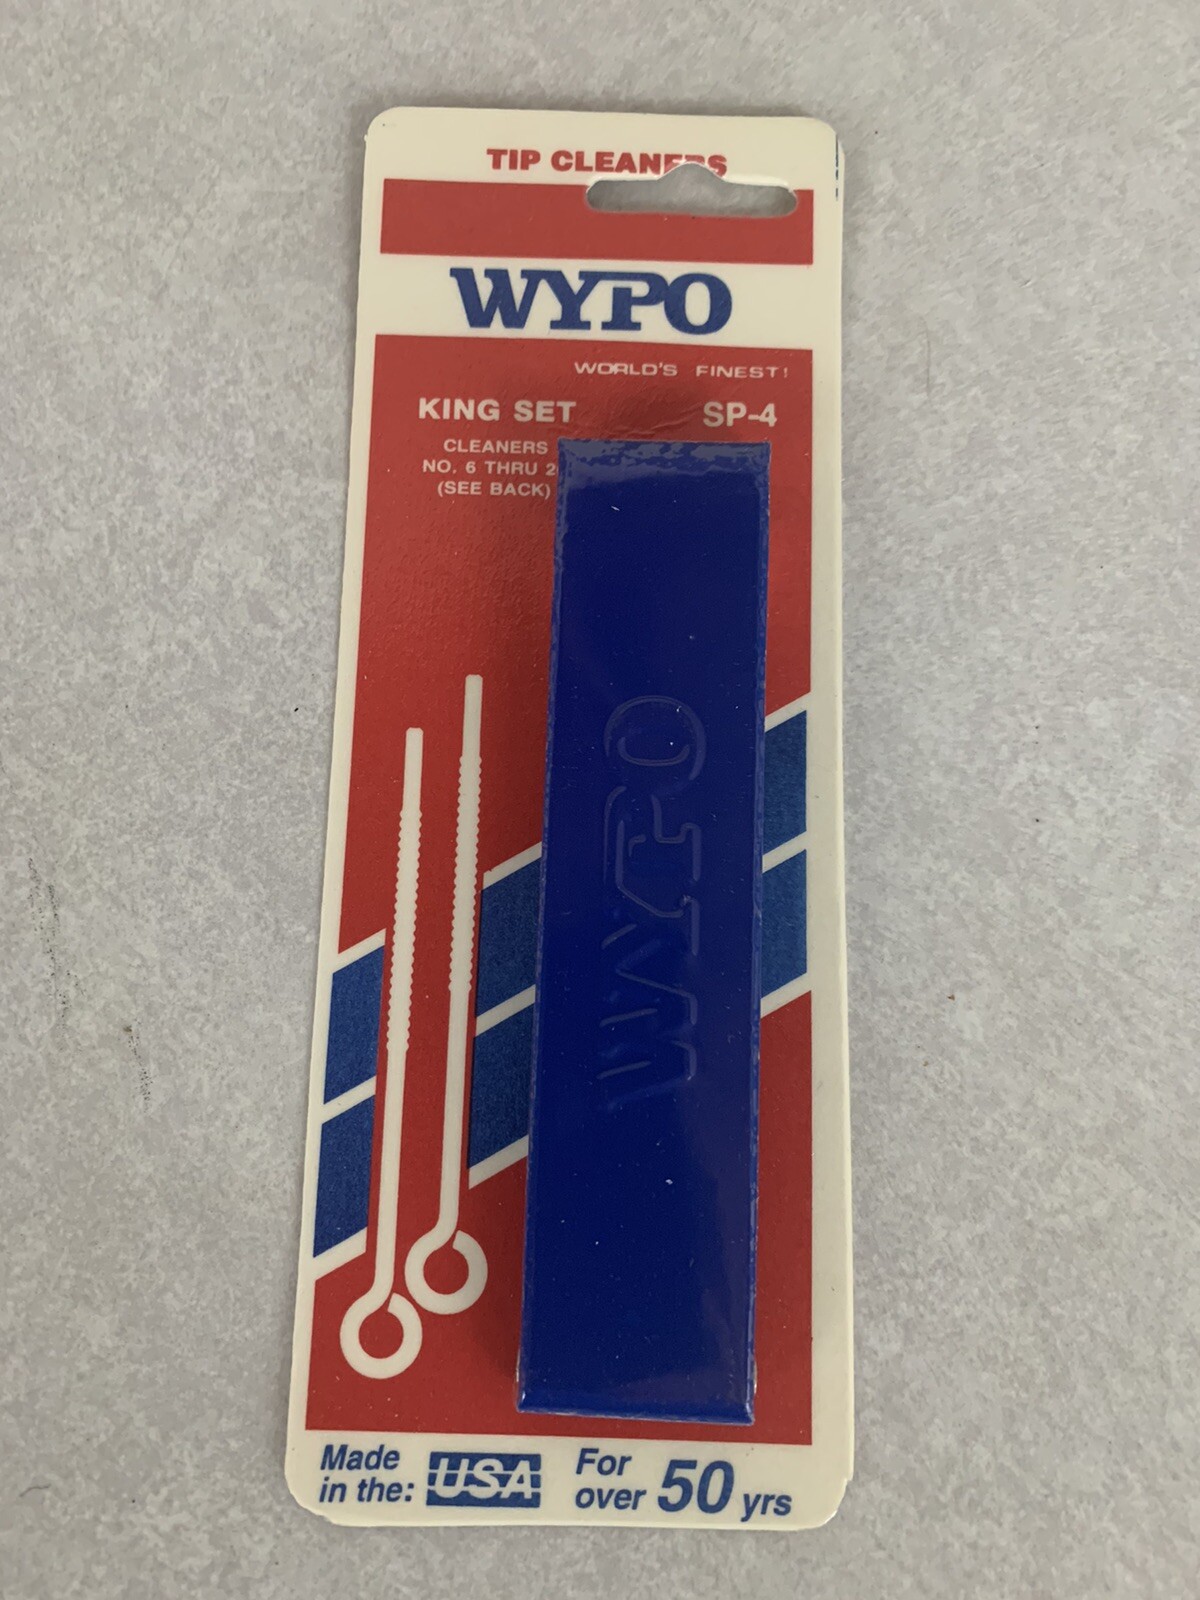 TIP CLEANERS
WYPO
WORLD'S FINEST!
KING SET SP-4
CLEANERS
NO. 6 THRU
(SEE BACK)
WYPO
Made in the: USA
For over 50 yrs